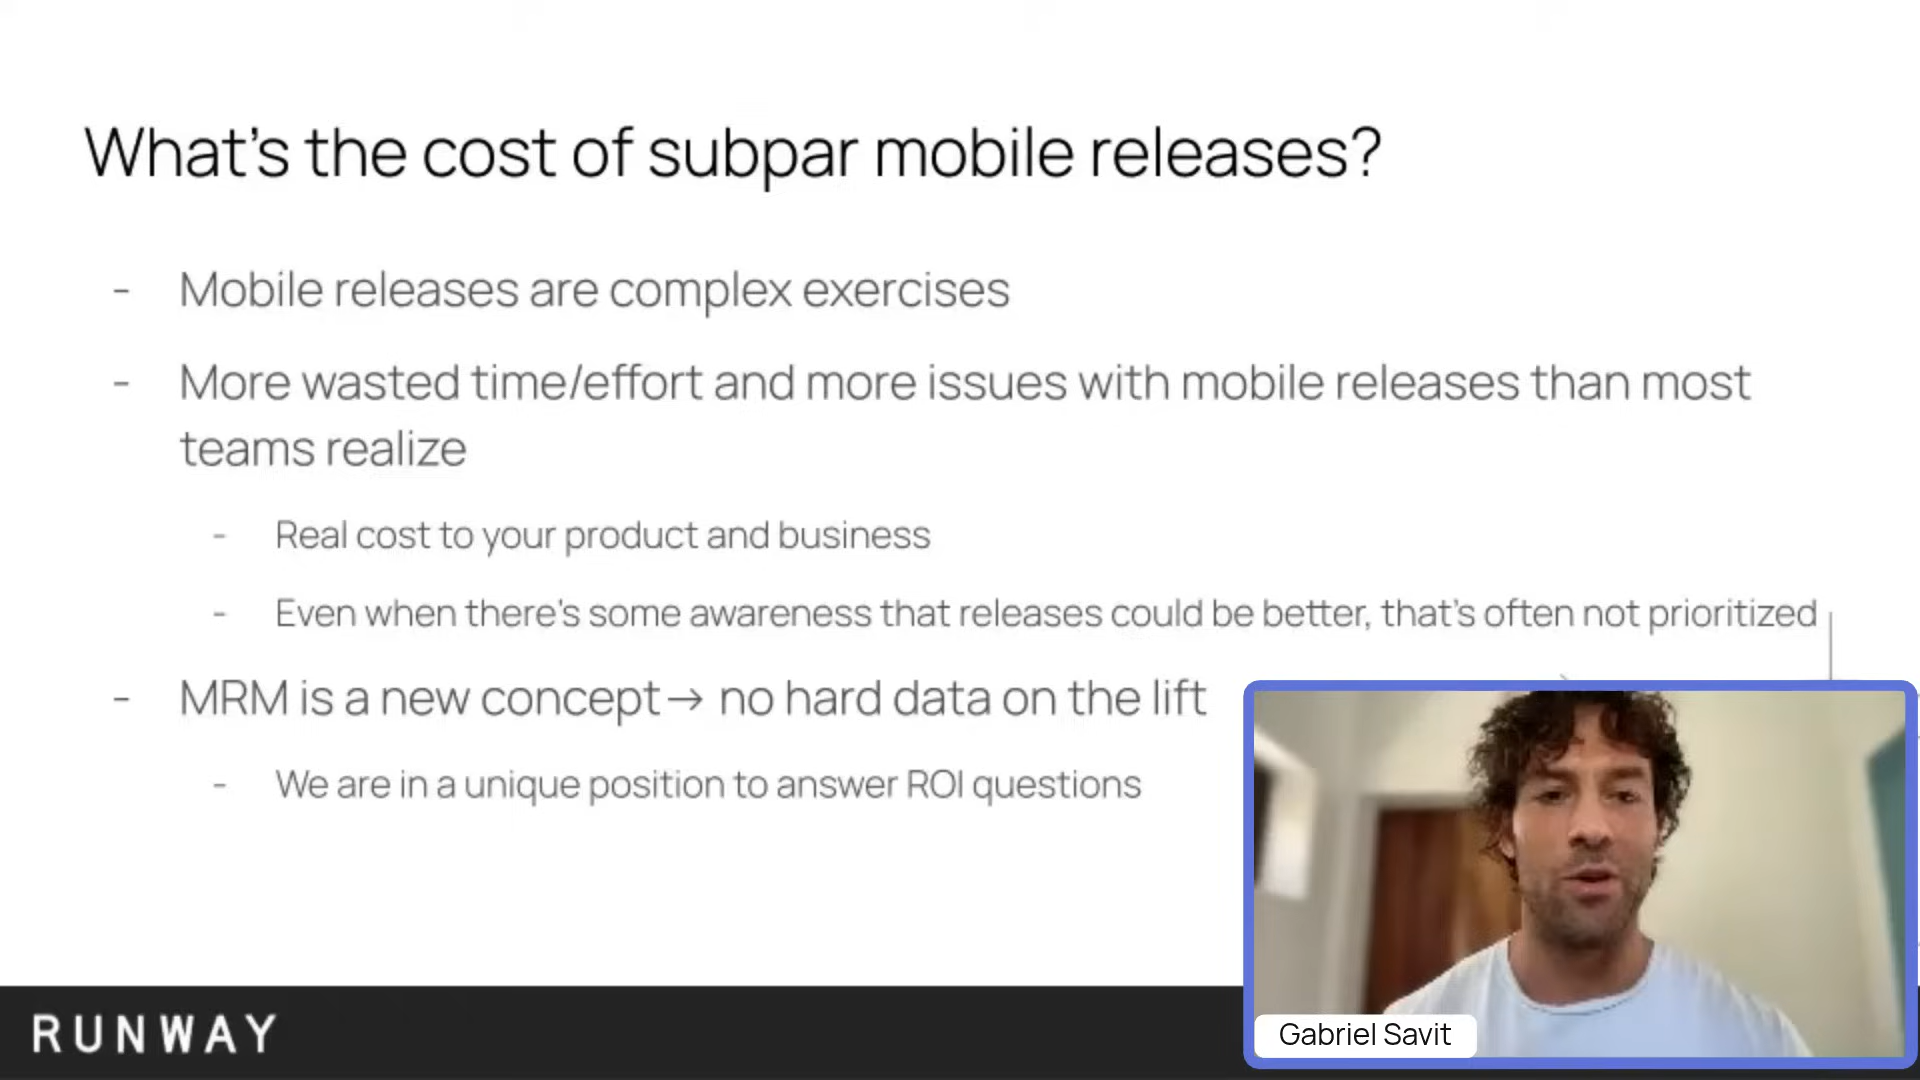 What's the cost of subpar mobile releases?
- Mobile releases are complex exercises
- More wasted time/effort and more issues with mobile releases than most
teams realize
- Real cost to your product and business
- Even when there's some awareness that releases could be better, that's often not prioritized
- MRM is a new concept→ no hard data on the lift
- We are in a unique position to answer ROI questions
RUNWAY
Gabriel Savit